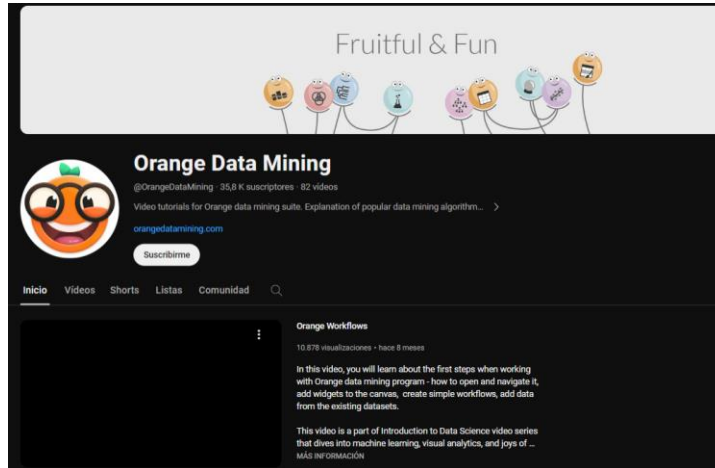 Fruitful & Fun
Orange Data Mining
@OrangeDataMining · 35,8 K suscriptores · 82 vídeos
Video tutorials for Orange data mining suite. Explanation of popular data mining algorithm...
orangedatamining.com
Suscribirme
Inicio Vídeos Shorts Listas Comunidad
Orange Workflows
10.878 visualizaciones • hace 8 meses
In this video, you will learn about the first steps when working
with Orange data mining program - how to open and navigate it,
add widgets to the canvas, create simple workflows, add data
from the existing datasets.
This video is a part of Introduction to Data Science video series
that dives into machine learning, visual analytics, and joys of ...
MÁS INFORMACIÓN